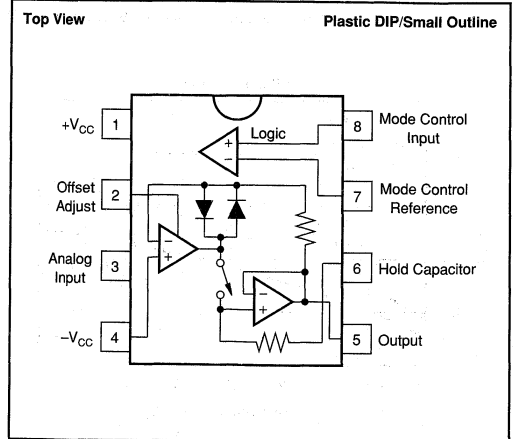 Top View
Plastic DIP/Small Outline
+VCC 1
8 Mode Control
Input
Logic
+
−
Offset
Adjust 2
7 Mode Control
Reference
Analog
Input 3
−
+
6 Hold Capacitor
−
+
−VCC 4
5 Output